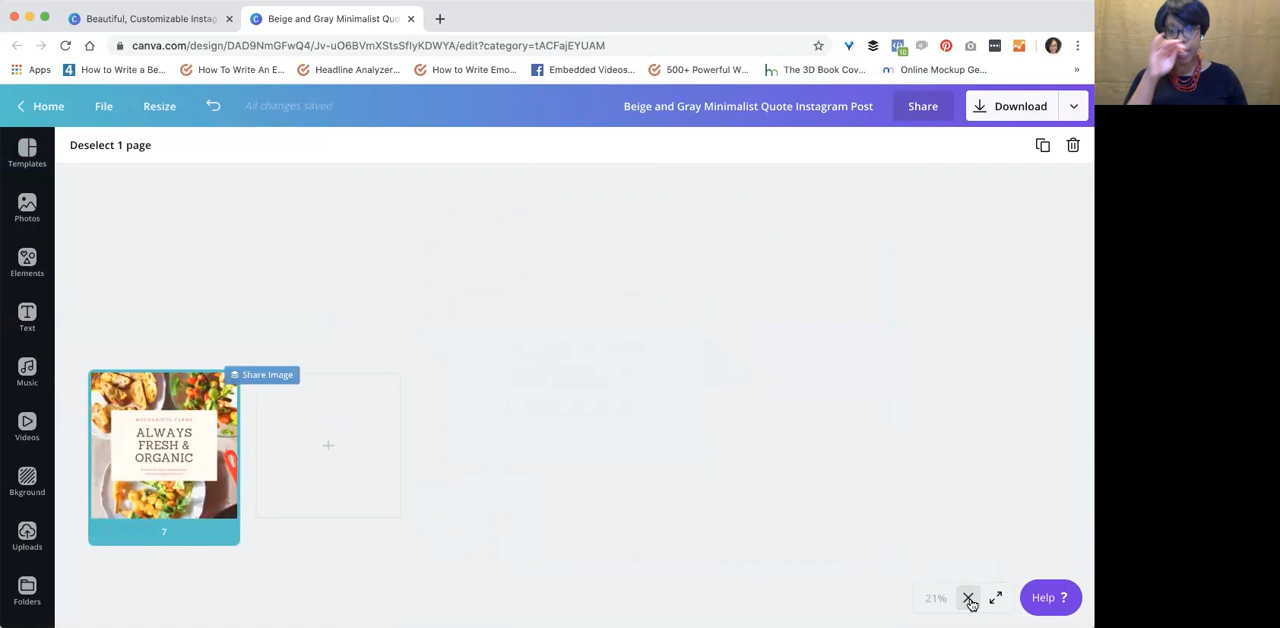 Beautiful, Customizable Instag
Beige and Gray Minimalist Quo
canva.com/design/DAD9NmGFwQ4/Jv-uO6BVmXStsSfIyKDWYA/edit?category=tACFajEYUAM
10
Apps
How to Write a Be...
How To Write An E...
Headline Analyzer...
How to Write Emo...
Embedded Videos...
500+ Powerful W...
The 3D Book Cov...
Online Mockup Ge...
»
Home
File
Resize
All changes saved
Beige and Gray Minimalist Quote Instagram Post
Share
Download
Templates
Photos
Elements
Text
Music
Videos
Bkground
Uploads
Folders
Deselect 1 page
Share Image
ALWAYS
FRESH &
ORGANIC
7
21%
Help ?